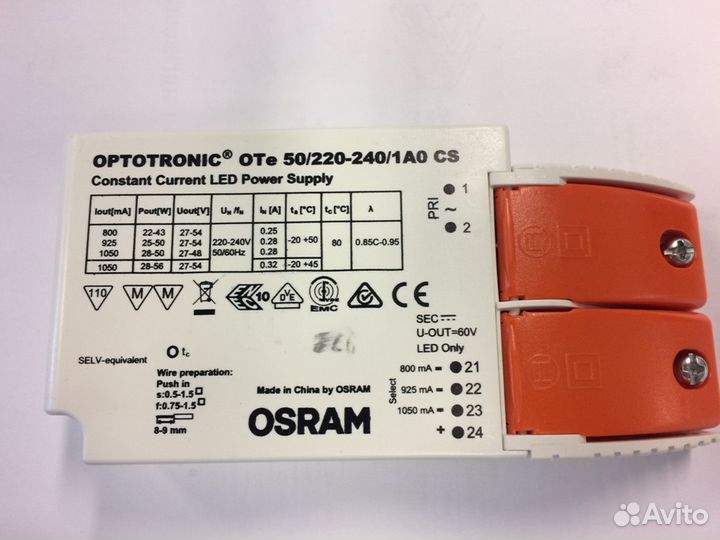 OPTOTRONIC® OTe 50/220-240/1A0 CS
Constant Current LED Power Supply
Iout[mA] Pout[W] Uout[V] UN /fN IN [A] ta [°C] tc [°C] λ
800 22-43 27-54 0.25
925 25-50 27-54 220-240V 0.28 -20 +50 80 0.85C-0.95
1050 28-50 27-48 50/60Hz 0.28
1050 28-56 27-54 0.32 -20 +45
PRI
1
~
2
110 M M 10 DVE EMC CE
SEC
U-OUT=60V
LED Only
SELV-equivalent
tc
Wire preparation:
Push in
s:0.5-1.5
f:0.75-1.5
8-9 mm
Made in China by OSRAM
OSRAM
Select
800 mA 21
925 mA 22
1050 mA 23
+ 24
Avito